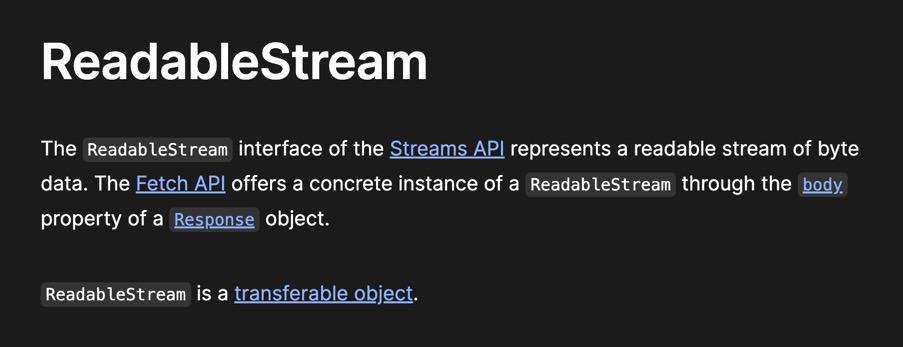 ReadableStream
The ReadableStream interface of the Streams API represents a readable stream of byte
data. The Fetch API offers a concrete instance of a ReadableStream through the body
property of a Response object.
ReadableStream is a transferable object.